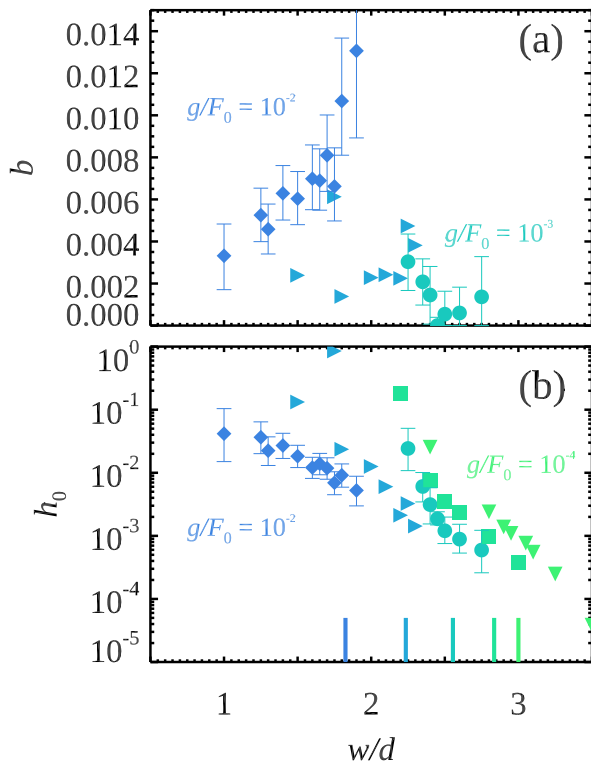 (a)
0.014
0.012
0.010
0.008
0.006
0.004
0.002
0.000
b
g/F₀ = 10⁻²
g/F₀ = 10⁻³
(b)
10⁰
10⁻¹
10⁻²
10⁻³
10⁻⁴
10⁻⁵
h₀
g/F₀ = 10⁻⁴
g/F₀ = 10⁻²
1 2 3
w/d